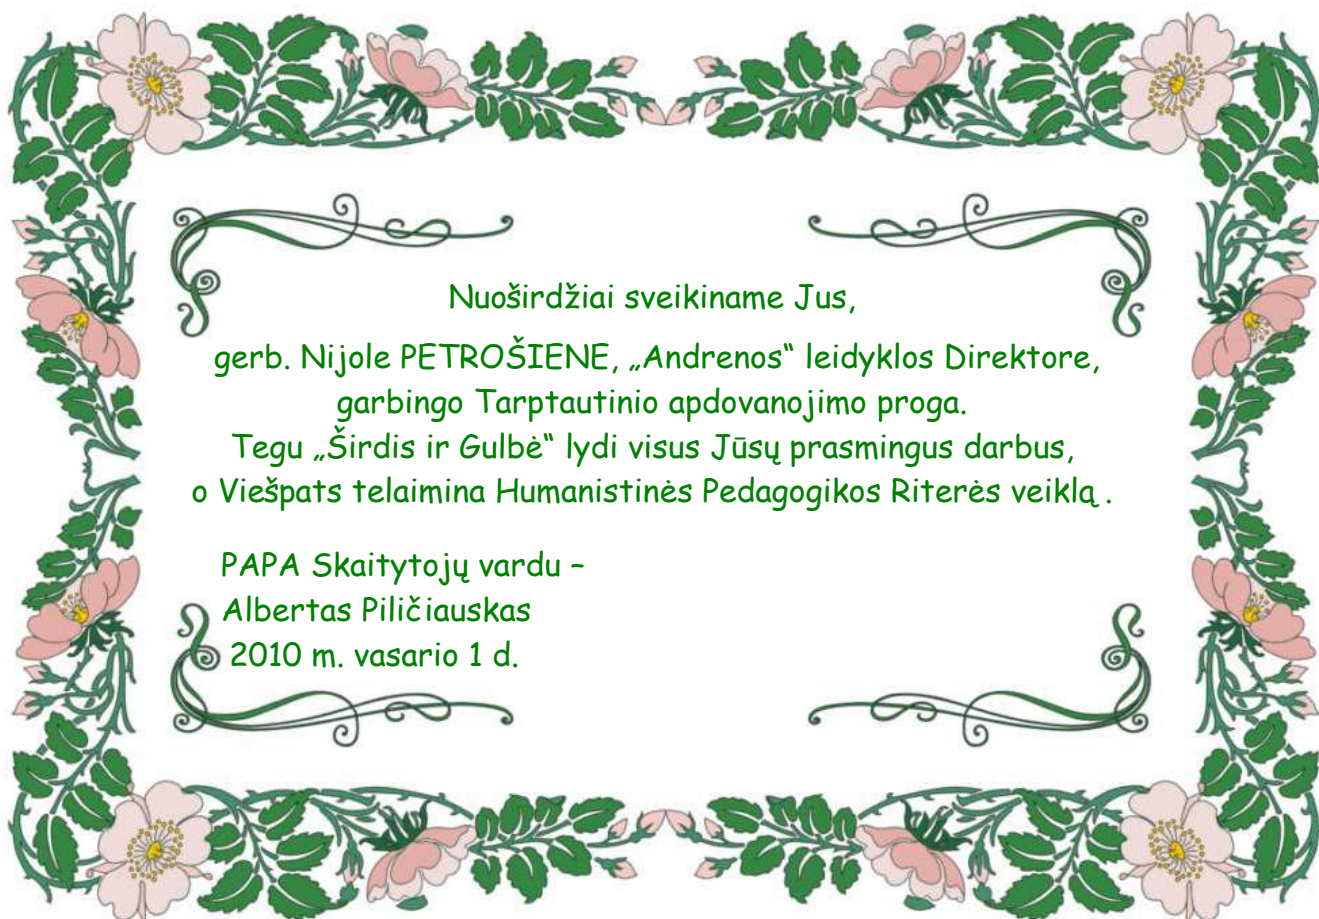 Nuoširdžiai sveikiname Jus,
gerb. Nijole PETROŠIENE, „Andrenos“ leidyklos Direktore,
garbingo Tarptautinio apdovanojimo proga.
Tegu „Širdis ir Gulbė“ lydi visus Jūsų prasmingus darbus,
o Viešpats telaimina Humanistinės Pedagogikos Riterės veiklą .
PAPA Skaitytojų vardu –
Albertas Piličiauskas
2010 m. vasario 1 d.